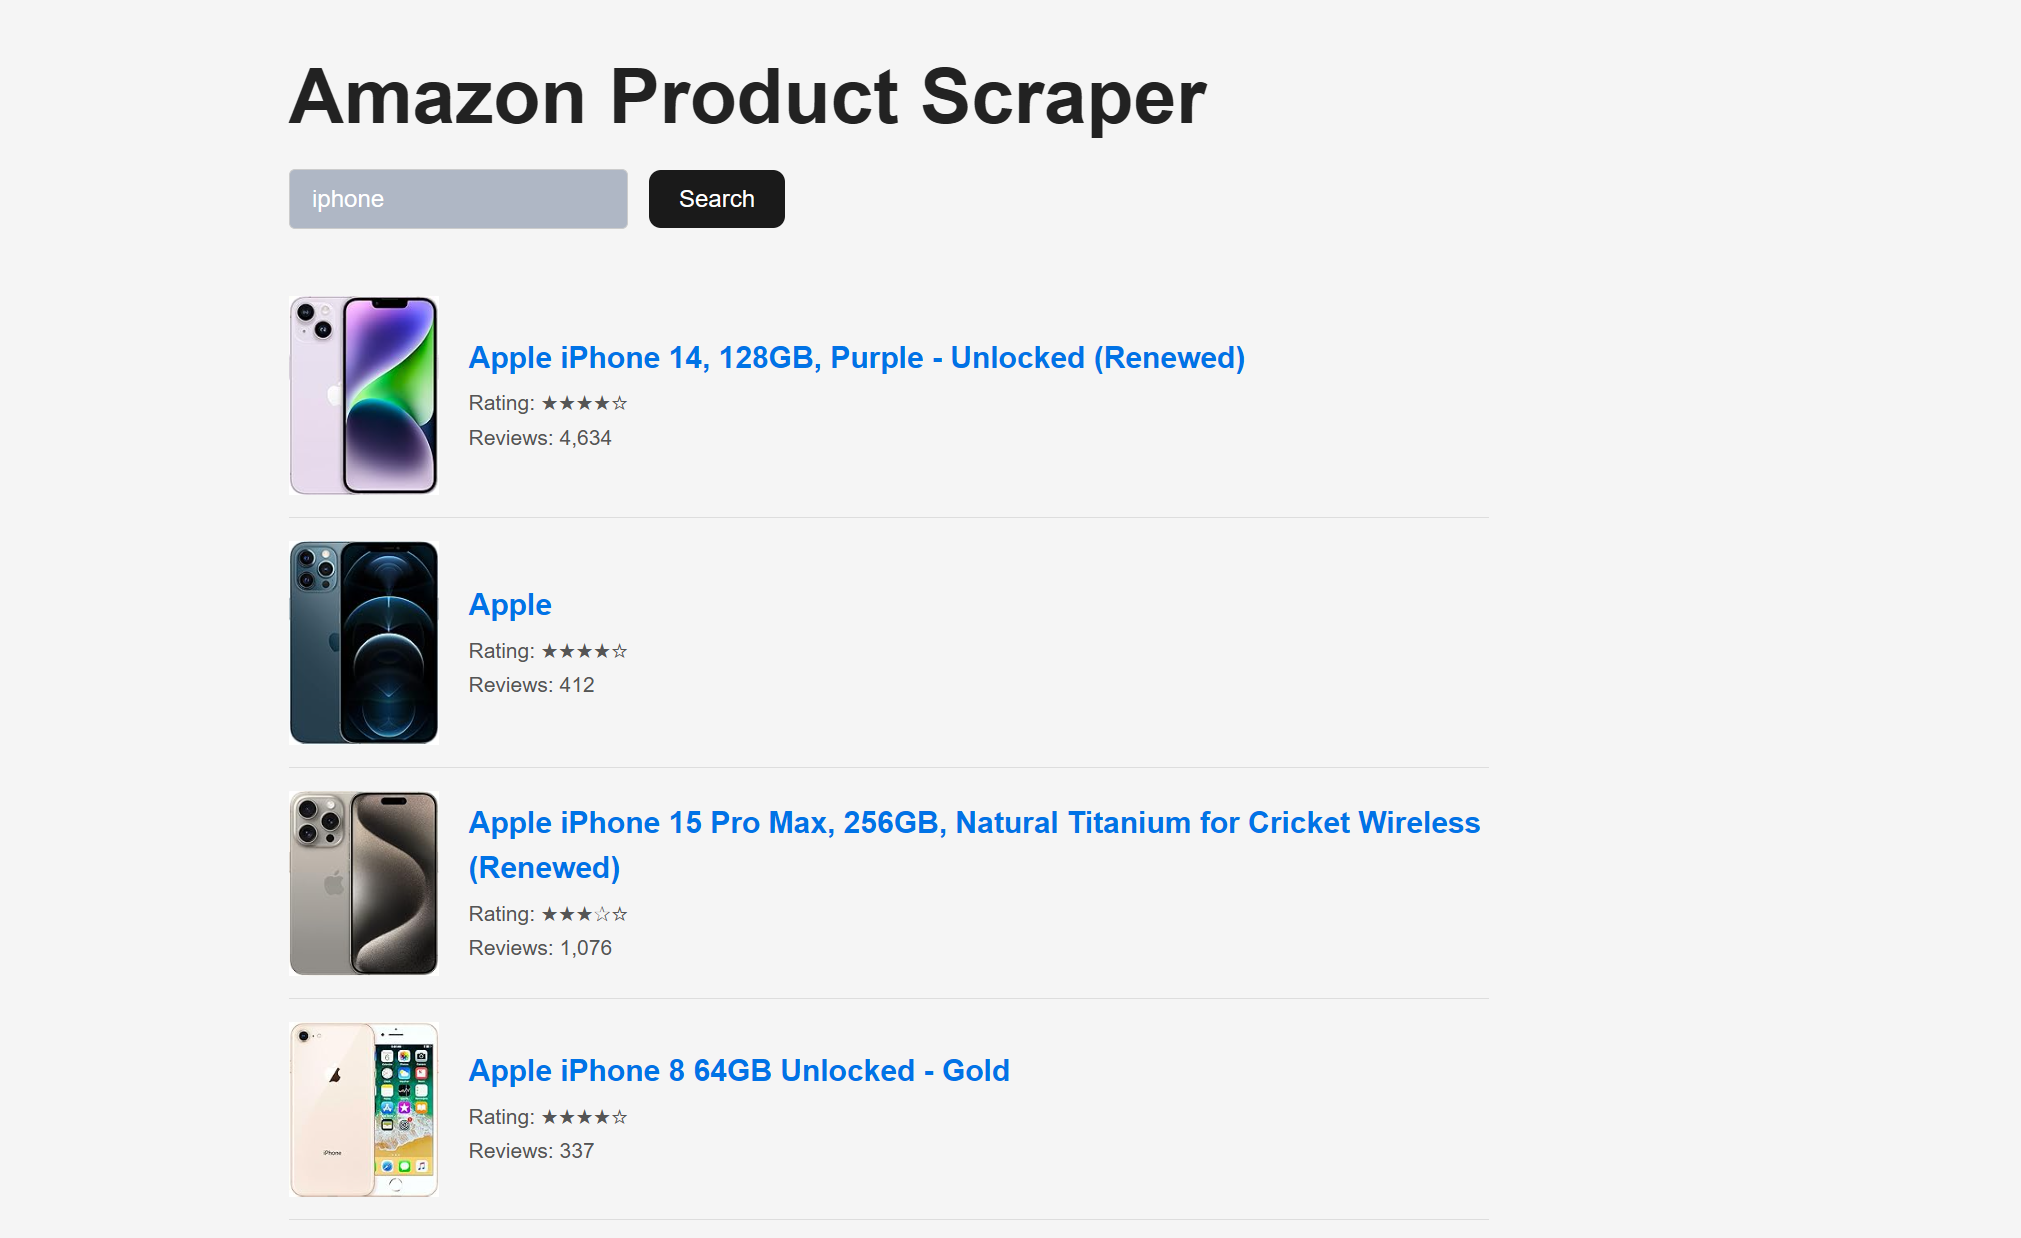 Amazon Product Scraper
iphone
Search
Apple iPhone 14, 128GB, Purple - Unlocked (Renewed)
Rating: ★★★★☆
Reviews: 4,634
Apple
Rating: ★★★★☆
Reviews: 412
Apple iPhone 15 Pro Max, 256GB, Natural Titanium for Cricket Wireless
(Renewed)
Rating: ★★★☆☆
Reviews: 1,076
Apple iPhone 8 64GB Unlocked - Gold
Rating: ★★★★☆
Reviews: 337
iPhone